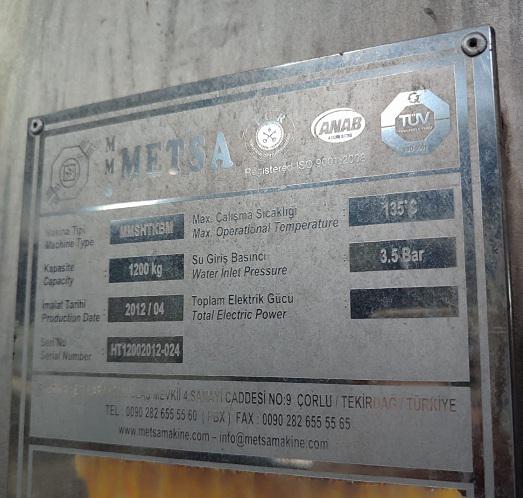 MMS METSA
ANAB
TÜV
Registered ISO 9001:2008
Makina Tipi
Machine Type
MMSHTKBM
Max. Çalışma Sıcaklığı
Max. Operational Temperature :
135°C
Kapasite
Capacity :
1200 kg
Su Giriş Basıncı
Water Inlet Pressure :
3.5 Bar
İmalat Tarihi
Production Date :
2012 / 04
Toplam Elektrik Gücü
Total Electric Power :
Seri No
Serial Number :
HT12002012-024
MEVKİİ 4.SANAYİ CADDESİ NO:9 ÇORLU / TEKİRDAĞ / TÜRKİYE
TEL : 0090 282 655 55 60 ( PBX ) FAX : 0090 282 655 55 65
www.metsamakine.com – info@metsamakine.com